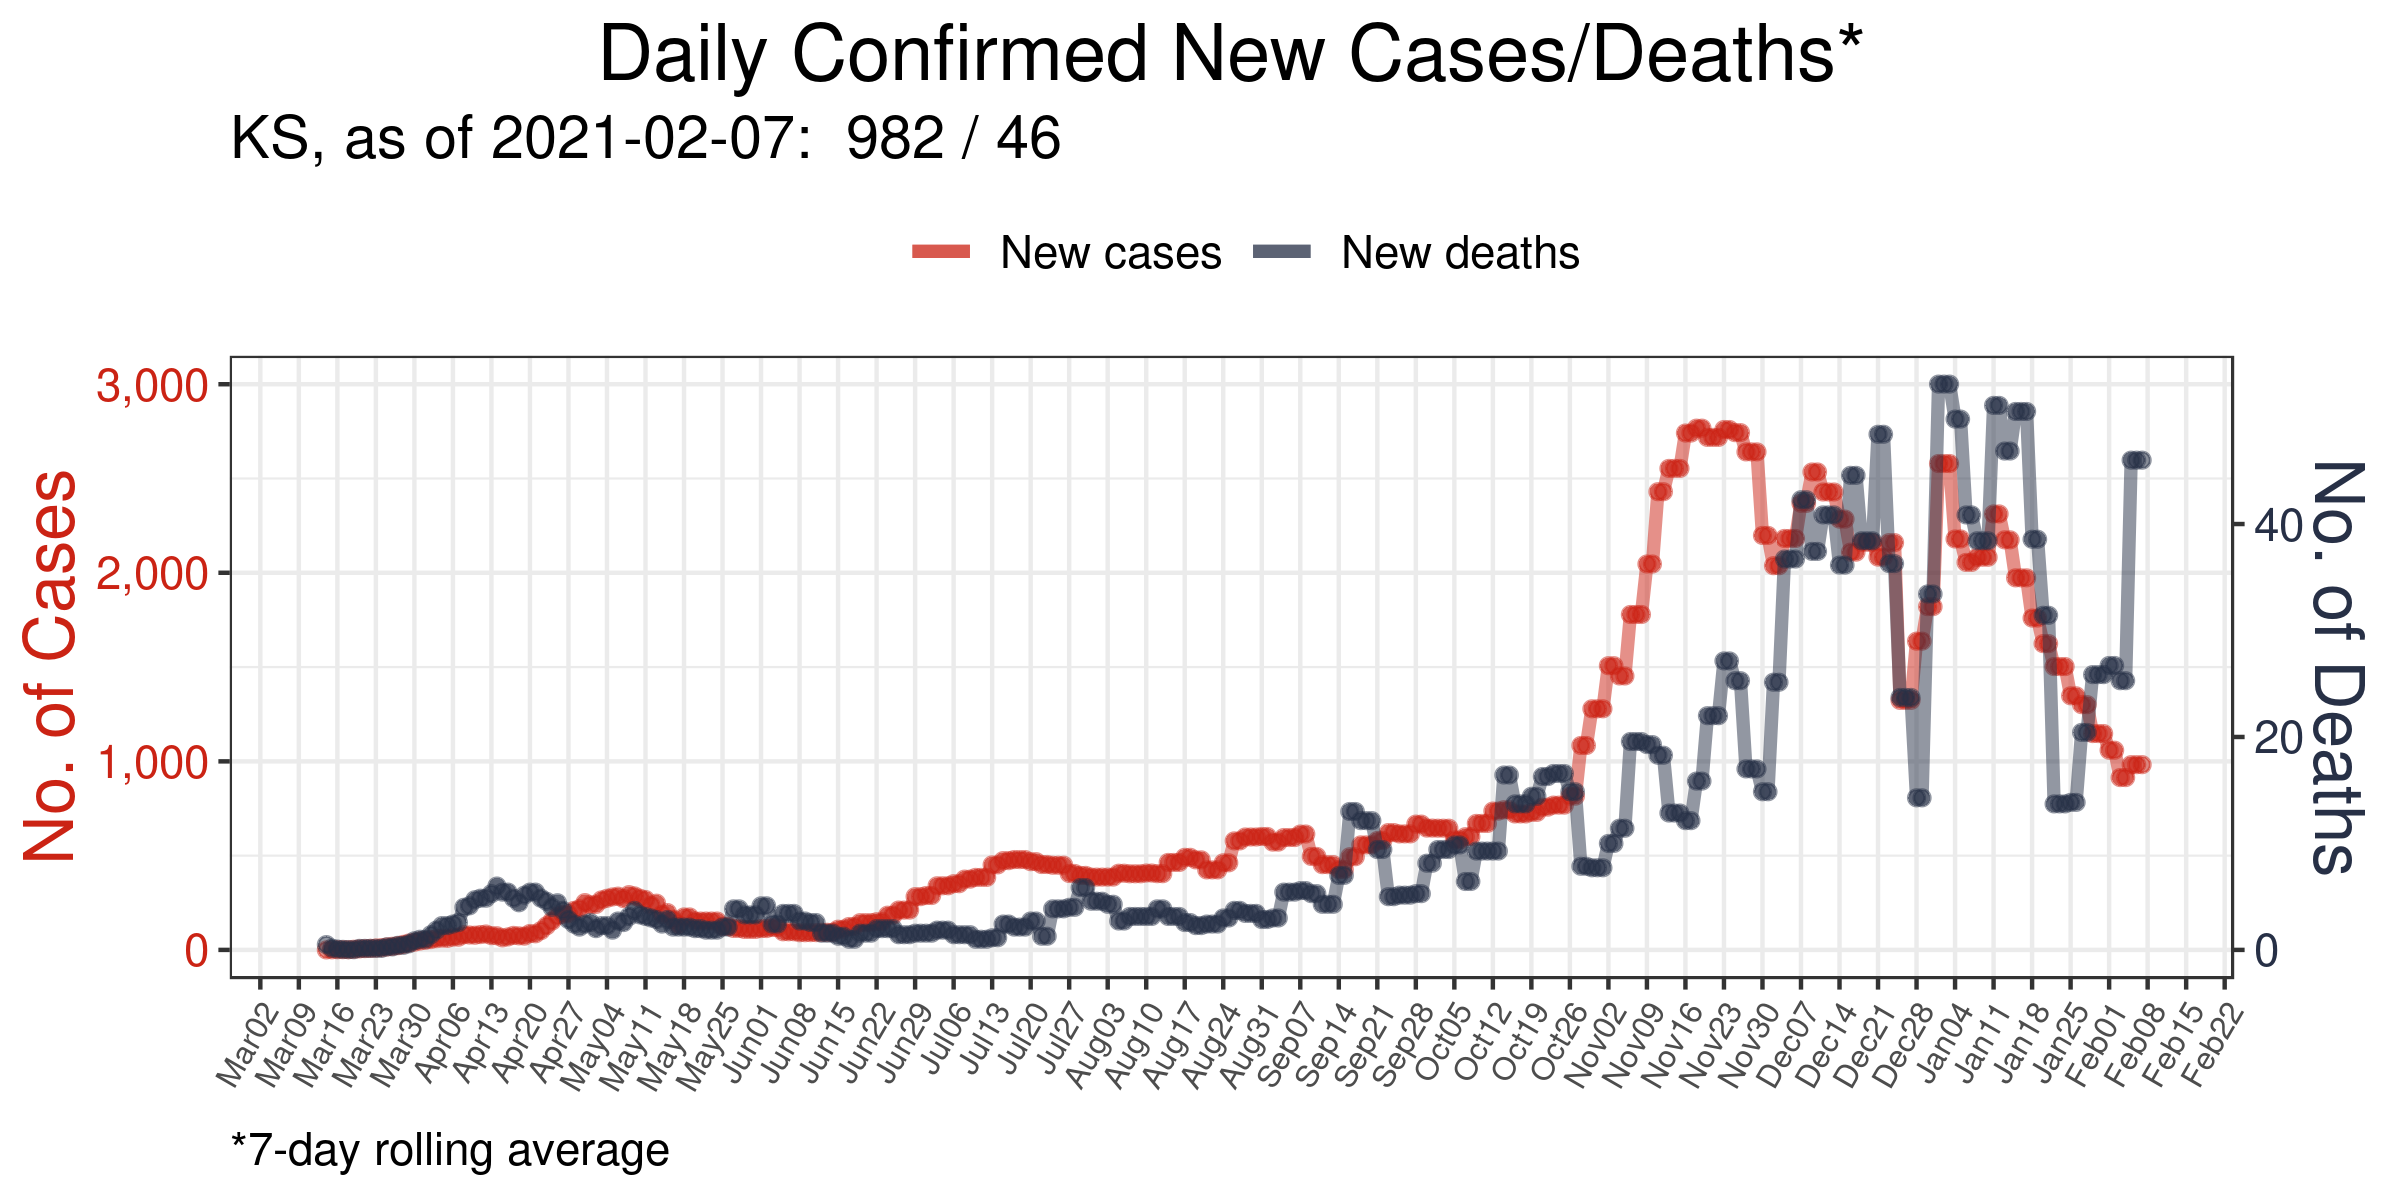 Daily Confirmed New Cases/Deaths*
KS, as of 2021-02-07:  982 / 46
New cases
New deaths
No. of Cases
3,000
2,000
1,000
0
No. of Deaths
40
20
0
Mar02
Mar09
Mar16
Mar23
Mar30
Apr06
Apr13
Apr20
Apr27
May04
May11
May18
May25
Jun01
Jun08
Jun15
Jun22
Jun29
Jul06
Jul13
Jul20
Jul27
Aug03
Aug10
Aug17
Aug24
Aug31
Sep07
Sep14
Sep21
Sep28
Oct05
Oct12
Oct19
Oct26
Nov02
Nov09
Nov16
Nov23
Nov30
Dec07
Dec14
Dec21
Dec28
Jan04
Jan11
Jan18
Jan25
Feb01
Feb08
Feb15
Feb22
*7-day rolling average